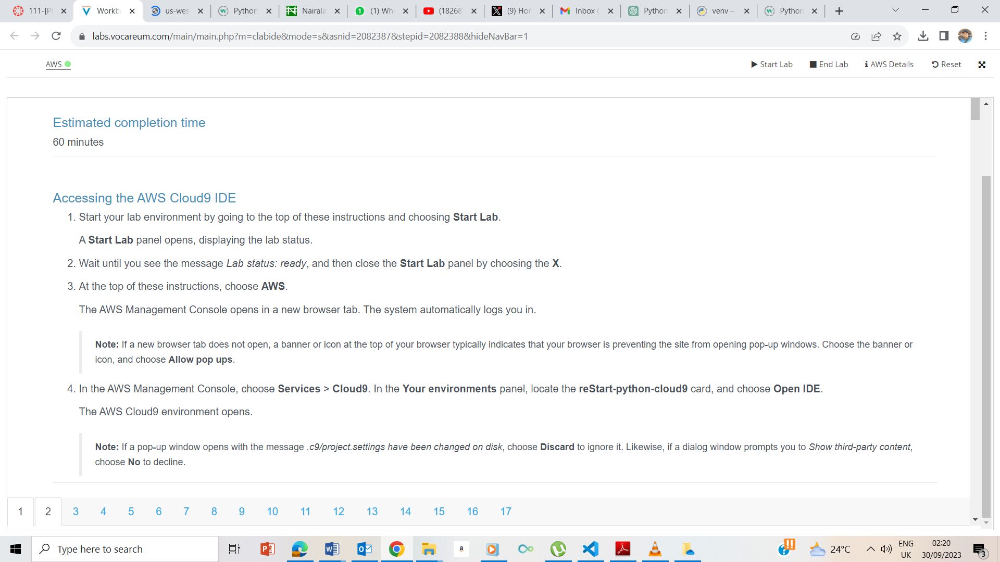 111-[P
Workb
us-wes
Python
Nairala
(1) Wha
(18268
(9) Hor
Inbox (
Python
venv —
Python
labs.vocareum.com/main/main.php?m=clabide&mode=s&asnid=2082387&stepid=2082388&hideNavBar=1
AWS
Start Lab
End Lab
AWS Details
Reset
Estimated completion time
60 minutes
Accessing the AWS Cloud9 IDE
1. Start your lab environment by going to the top of these instructions and choosing Start Lab.
A Start Lab panel opens, displaying the lab status.
2. Wait until you see the message Lab status: ready, and then close the Start Lab panel by choosing the X.
3. At the top of these instructions, choose AWS.
The AWS Management Console opens in a new browser tab. The system automatically logs you in.
Note: If a new browser tab does not open, a banner or icon at the top of your browser typically indicates that your browser is preventing the site from opening pop-up windows. Choose the banner or
icon, and choose Allow pop ups.
4. In the AWS Management Console, choose Services > Cloud9. In the Your environments panel, locate the reStart-python-cloud9 card, and choose Open IDE.
The AWS Cloud9 environment opens.
Note: If a pop-up window opens with the message .c9/project.settings have been changed on disk, choose Discard to ignore it. Likewise, if a dialog window prompts you to Show third-party content,
choose No to decline.
1 2 3 4 5 6 7 8 9 10 11 12 13 14 15 16 17
Type here to search
24°C
ENG
UK
02:20
30/09/2023
3